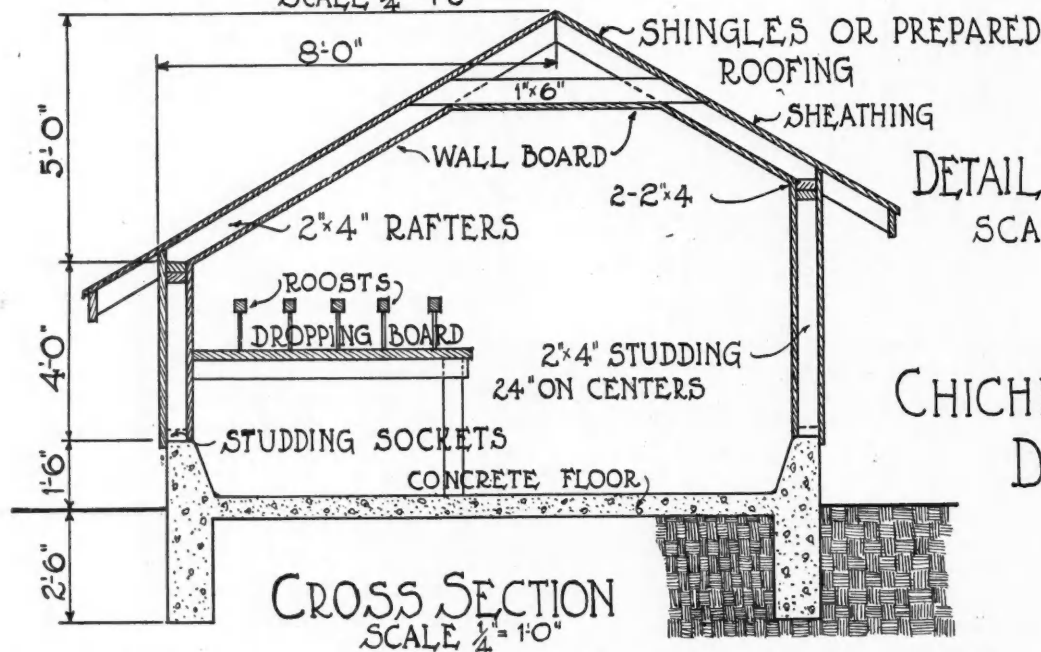 SHINGLES OR PREPARED
ROOFING
8'-0"
1"x6"
SHEATHING
5'-0"
WALL BOARD
2-2"x4
DETAIL
SCA
2"x4" RAFTERS
ROOSTS
DROPPING BOARD
2"x4" STUDDING
24" ON CENTERS
4'-0"
CHICH
STUDDING SOCKETS
1'-6"
CONCRETE FLOOR
D
2'-6"
CROSS SECTION
SCALE 1/4" = 1'-0"